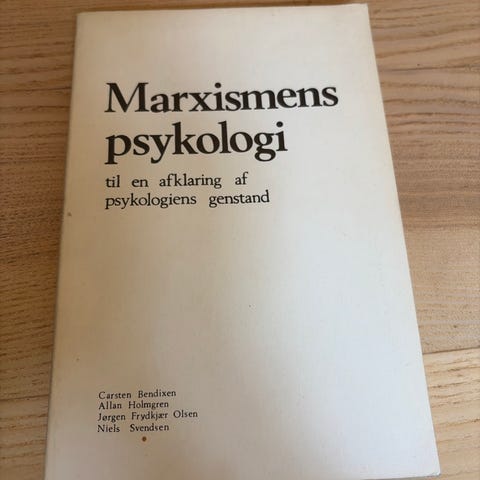 Marxismens
psykologi
til en afklaring af
psykologiens genstand
Carsten Bendixen
Allan Holmgren
Jørgen Frydkjær Olsen
Niels Svendsen